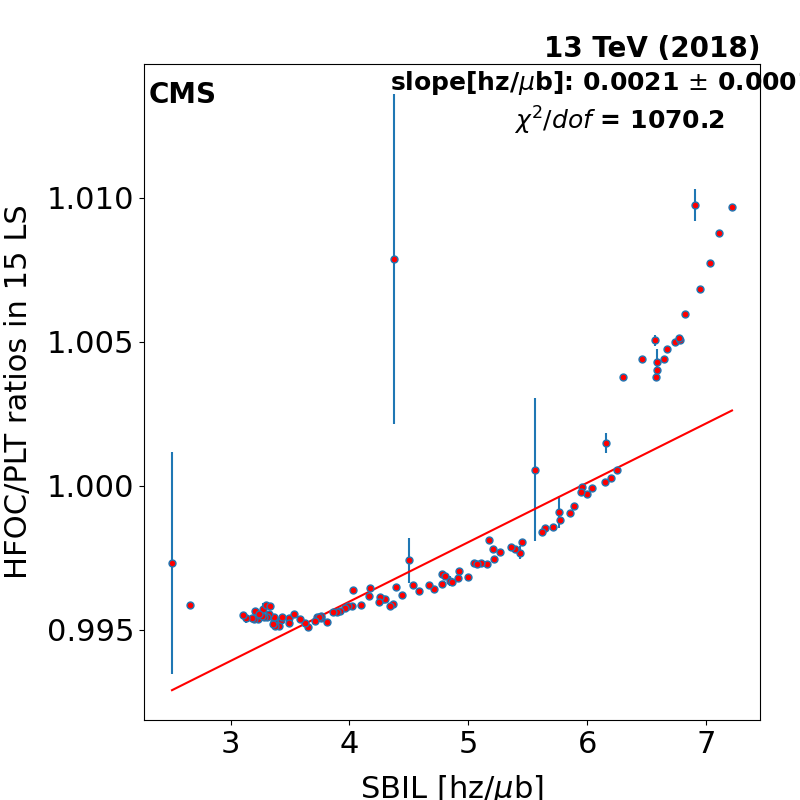 13 TeV (2018)
CMS
slope[hz/μb]: 0.0021 ± 0.000
χ²/dof = 1070.2
HFOC/PLT ratios in 15 LS
1.010
1.005
1.000
0.995
3 4 5 6 7
SBIL [hz/μb]